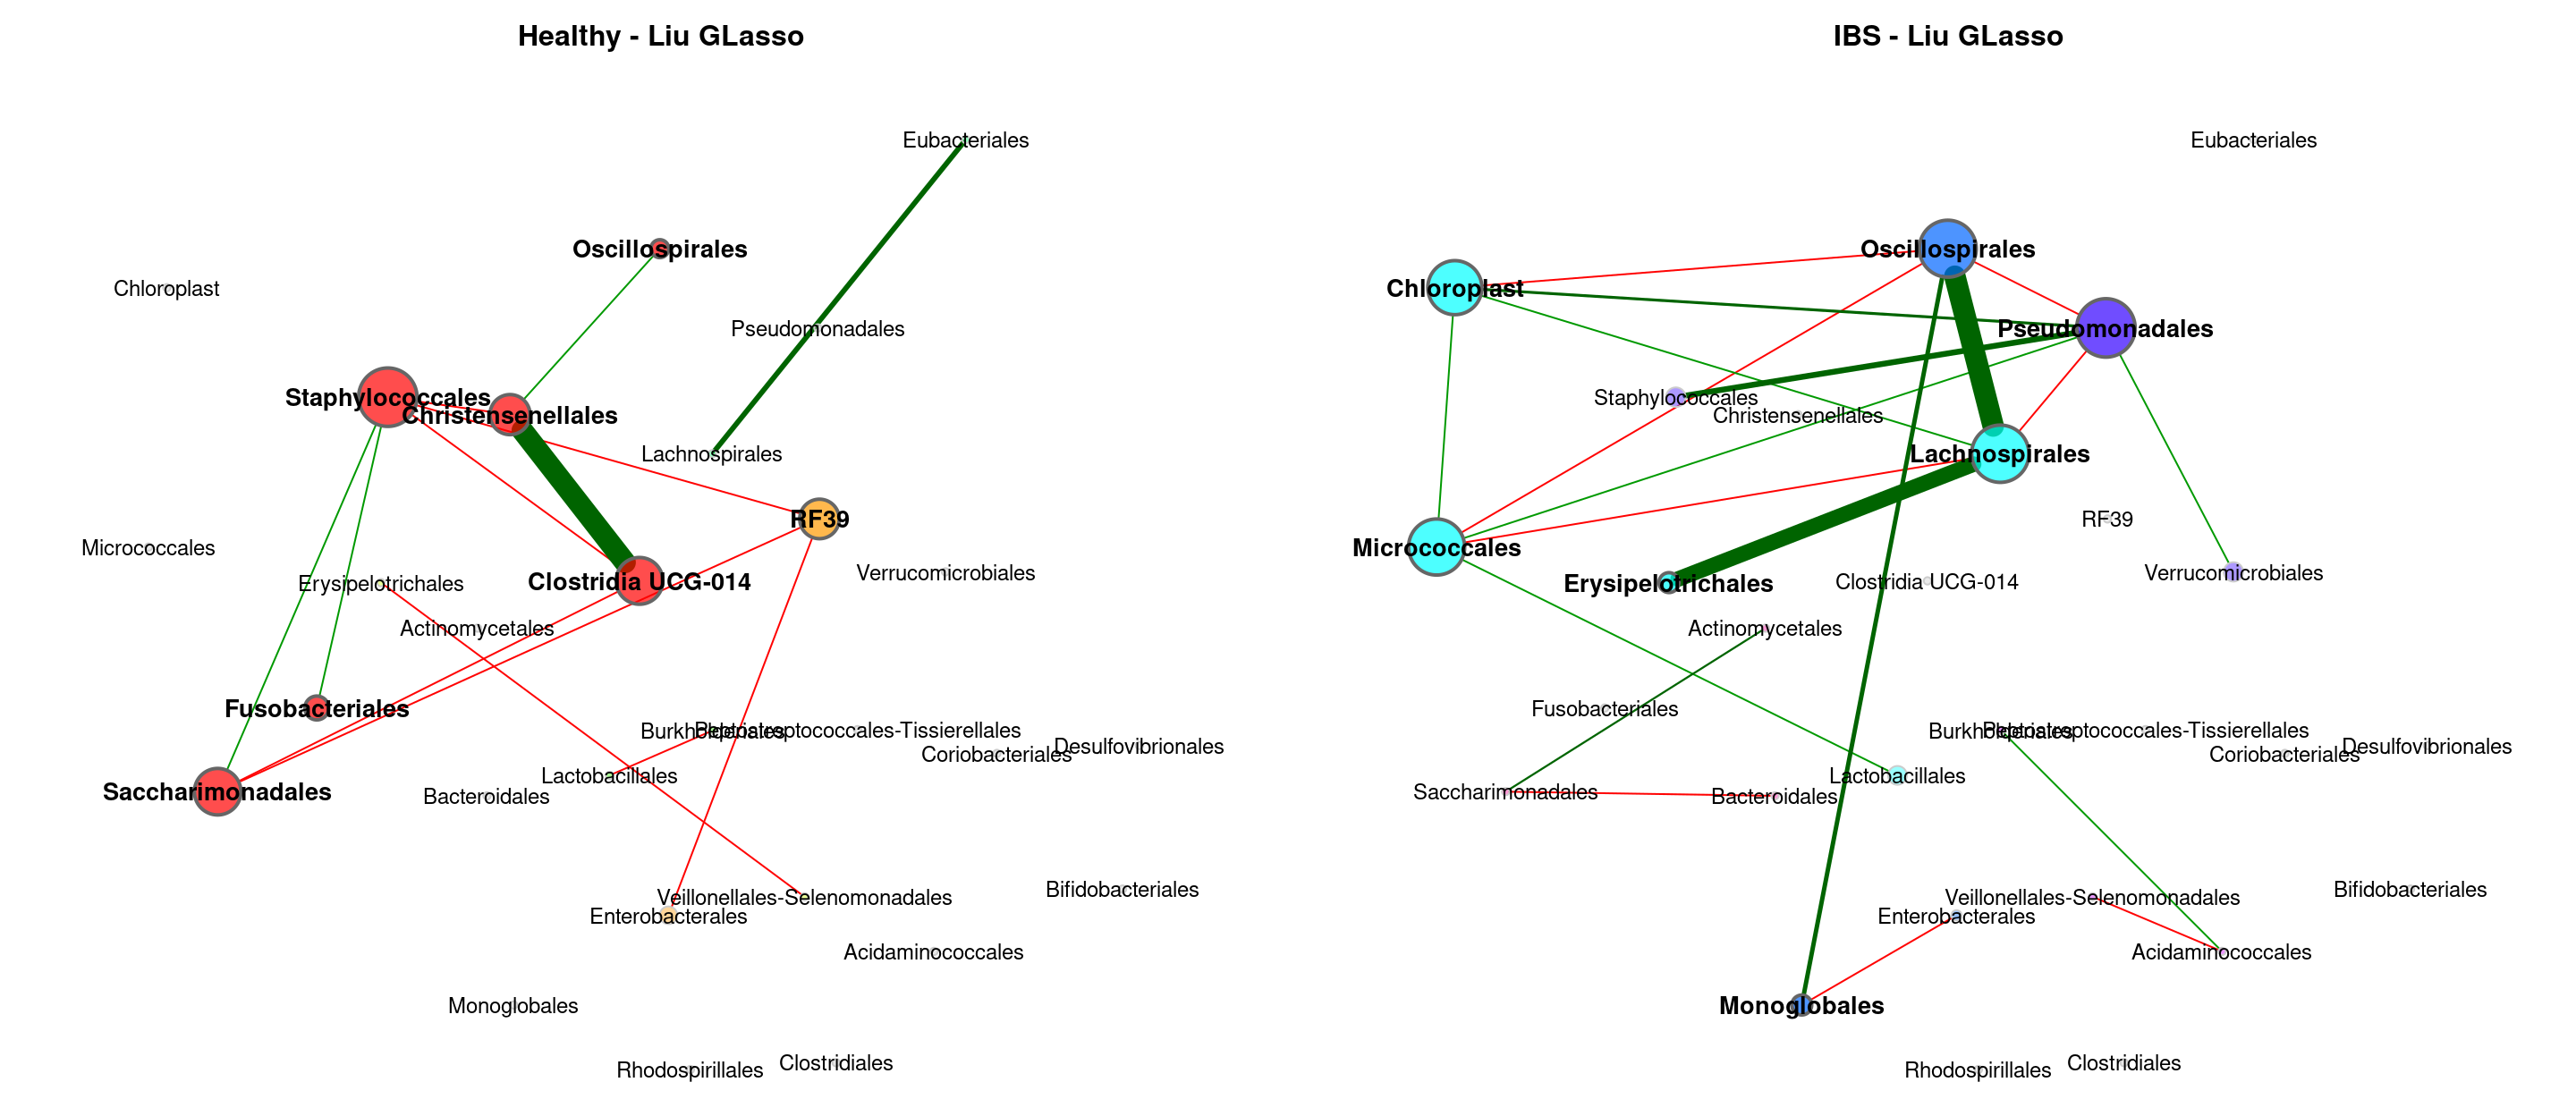 Healthy - Liu GLasso
Eubacteriales
Oscillospirales
Chloroplast
Pseudomonadales
Staphylococcales
Christensenellales
Lachnospirales
RF39
Micrococcales
Verrucomicrobiales
Clostridia UCG-014
Erysipelotrichales
Actinomycetales
Fusobacteriales
Burkholderiales
Peptostreptococcales-Tissierellales
Desulfovibrionales
Coriobacteriales
Lactobacillales
Saccharimonadales
Bacteroidales
Bifidobacteriales
Veillonellales-Selenomonadales
Enterobacterales
Acidaminococcales
Monoglobales
Clostridiales
Rhodospirillales
IBS - Liu GLasso
Eubacteriales
Oscillospirales
Chloroplast
Pseudomonadales
Staphylococcales
Christensenellales
Lachnospirales
RF39
Micrococcales
Verrucomicrobiales
Clostridia UCG-014
Erysipelotrichales
Actinomycetales
Fusobacteriales
Burkholderiales
Peptostreptococcales-Tissierellales
Desulfovibrionales
Coriobacteriales
Lactobacillales
Saccharimonadales
Bacteroidales
Bifidobacteriales
Veillonellales-Selenomonadales
Enterobacterales
Acidaminococcales
Monoglobales
Clostridiales
Rhodospirillales